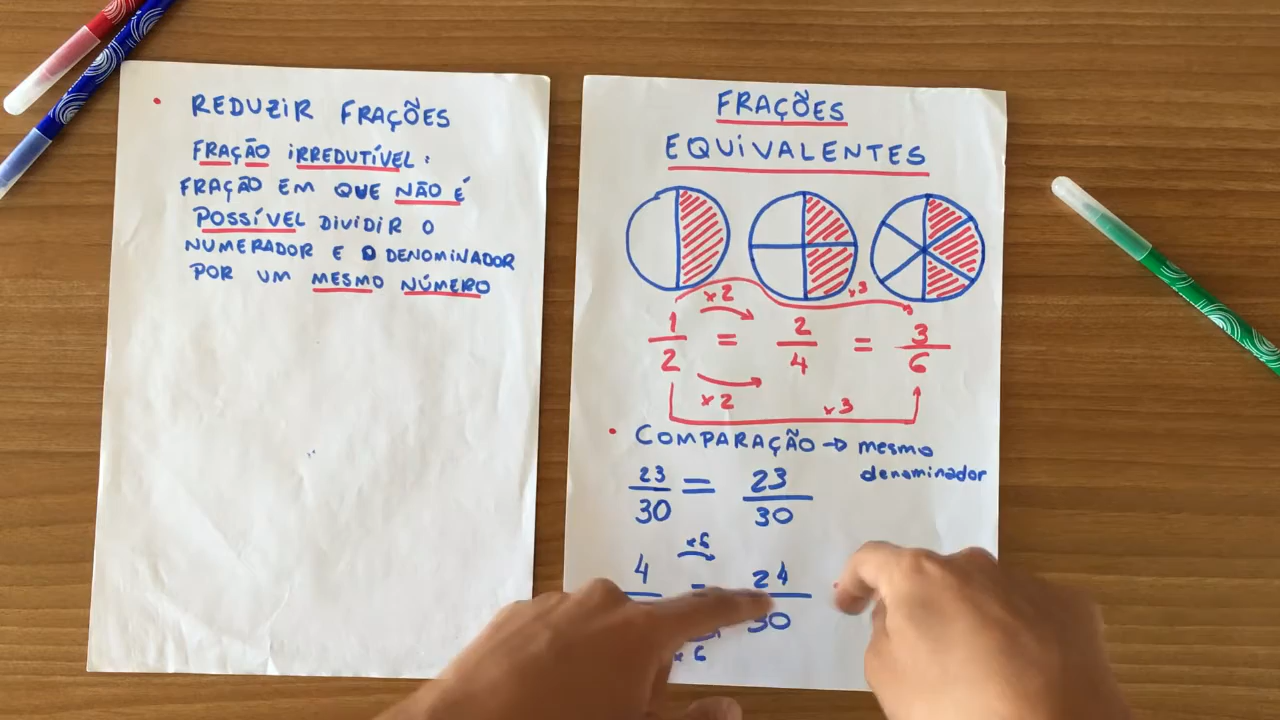 • REDUZIR FRAÇÕES
FRAÇÃO IRREDUTÍVEL:
FRAÇÃO EM QUE NÃO É
POSSÍVEL DIVIDIR O
NUMERADOR E O DENOMINADOR
POR UM MESMO NÚMERO
FRAÇÕES
EQUIVALENTES
×2 ×3
1/2 = 2/4 = 3/6
×2 ×3
• COMPARAÇÃO → mesmo
denominador
23/30 = 23/30
×6
4 = 24/30
×6